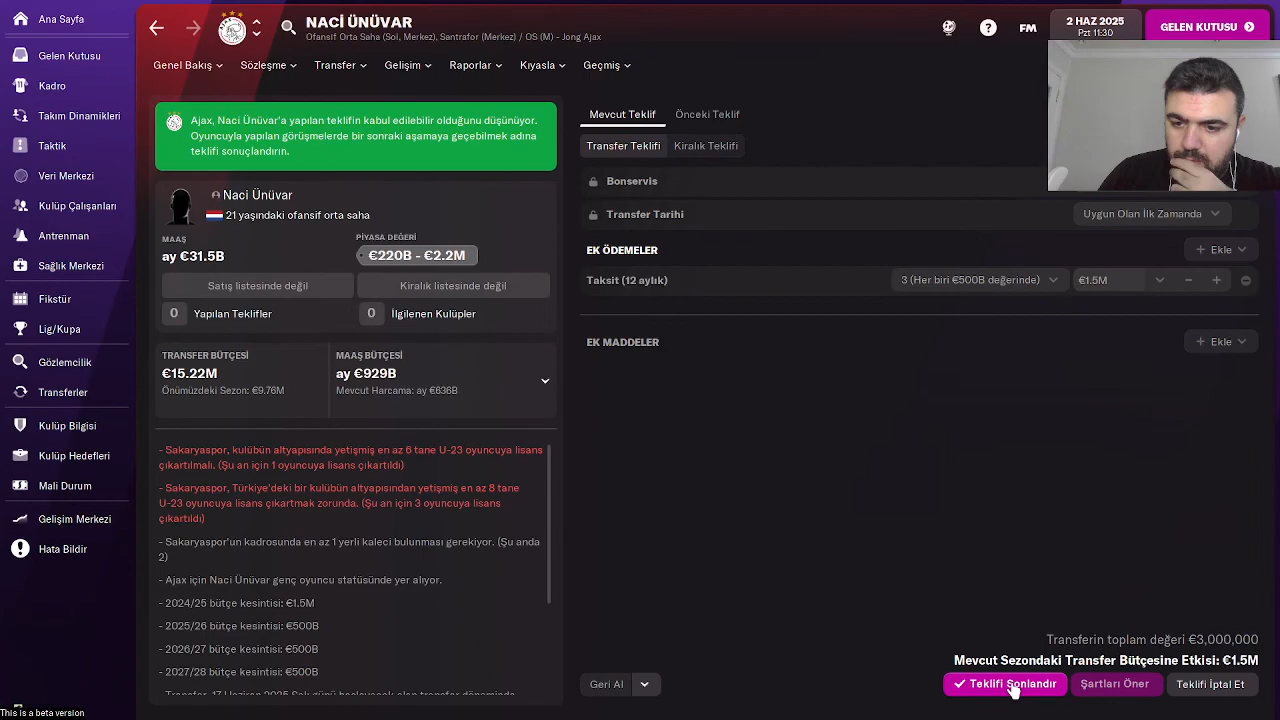 Ana Sayfa
Gelen Kutusu
Kadro
Takım Dinamikleri
Taktik
Veri Merkezi
Kulüp Çalışanları
Antrenman
Sağlık Merkezi
Fikstür
Lig/Kupa
Gözlemcilik
Transferler
Kulüp Bilgisi
Kulüp Hedefleri
Mali Durum
Gelişim Merkezi
Hata Bildir
This is a beta version
NACİ ÜNÜVAR
Ofansif Orta Saha (Sol, Merkez), Santrafor (Merkez) / OS (M) - Jong Ajax
FM
2 HAZ 2025
Pzt 11:30
GELEN KUTUSU
Genel Bakış
Sözleşme
Transfer
Gelişim
Raporlar
Kıyasla
Geçmiş
Ajax, Naci Ünüvar'a yapılan teklifin kabul edilebilir olduğunu düşünüyor.
Oyuncuyla yapılan görüşmelerde bir sonraki aşamaya geçebilmek adına
teklifi sonuçlandırın.
Naci Ünüvar
21 yaşındaki ofansif orta saha
MAAŞ
ay €31.5B
PİYASA DEĞERİ
€220B - €2.2M
Satış listesinde değil
Kiralık listesinde değil
0 Yapılan Teklifler
0 İlgilenen Kulüpler
TRANSFER BÜTÇESİ
€15.22M
Önümüzdeki Sezon: €9.76M
MAAŞ BÜTÇESİ
ay €929B
Mevcut Harcama: ay €636B
- Sakaryaspor, kulübün altyapısında yetişmiş en az 6 tane U-23 oyuncuya lisans
çıkartılmalı. (Şu an için 1 oyuncuya lisans çıkartıldı)
- Sakaryaspor, Türkiye'deki bir kulübün altyapısından yetişmiş en az 8 tane
U-23 oyuncuya lisans çıkartmak zorunda. (Şu an için 3 oyuncuya lisans
çıkartıldı)
- Sakaryaspor'un kadrosunda en az 1 yerli kaleci bulunması gerekiyor. (Şu anda
2)
- Ajax için Naci Ünüvar genç oyuncu statüsünde yer alıyor.
- 2024/25 bütçe kesintisi: €1.5M
- 2025/26 bütçe kesintisi: €500B
- 2026/27 bütçe kesintisi: €500B
- 2027/28 bütçe kesintisi: €500B
- Transfer, 17 Haziran 2025 Salı günü başlayacak olan transfer döneminde
Mevcut Teklif
Önceki Teklif
Transfer Teklifi
Kiralık Teklifi
Bonservis
Transfer Tarihi
Uygun Olan İlk Zamanda
EK ÖDEMELER
Ekle
Taksit (12 aylık)
3 (Her biri €500B değerinde)
€1.5M
EK MADDELER
Ekle
Transferin toplam değeri €3,000,000
Mevcut Sezondaki Transfer Bütçesine Etkisi: €1.5M
Geri Al
Teklifi Sonlandır
Şartları Öner
Teklifi İptal Et